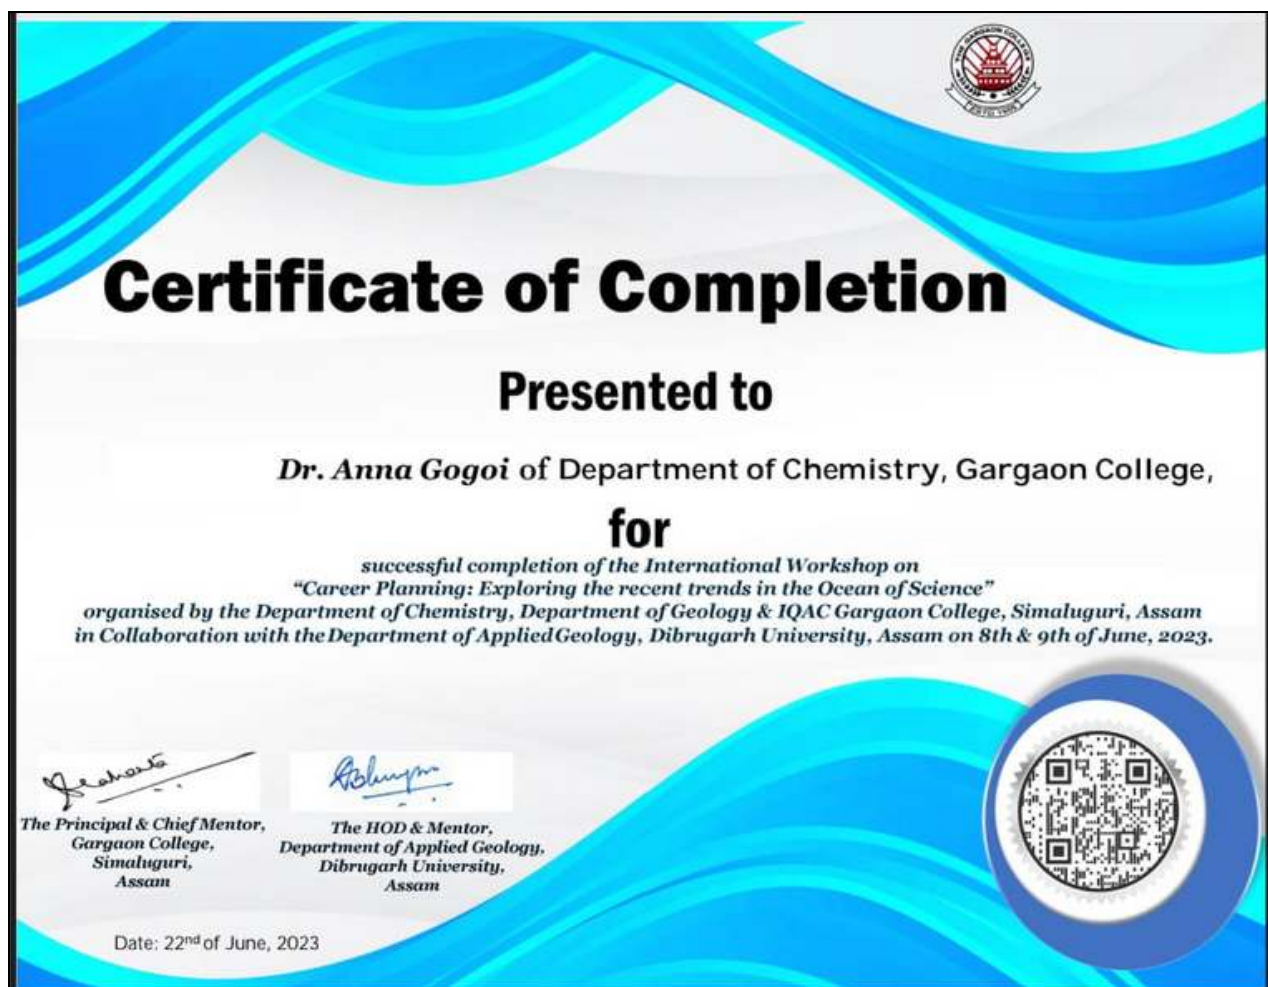 THE GARGAON COLLEGE
Certificate of Completion
Presented to
Dr. Anna Gogoi of Department of Chemistry, Gargaon College,
for
successful completion of the International Workshop on
“Career Planning: Exploring the recent trends in the Ocean of Science”
organised by the Department of Chemistry, Department of Geology & IQAC Gargaon College, Simaluguri, Assam
in Collaboration with the Department of Applied Geology, Dibrugarh University, Assam on 8th & 9th of June, 2023.
The Principal & Chief Mentor,
Gargaon College,
Simaluguri,
Assam
The HOD & Mentor,
Department of Applied Geology,
Dibrugarh University,
Assam
Date: 22nd of June, 2023